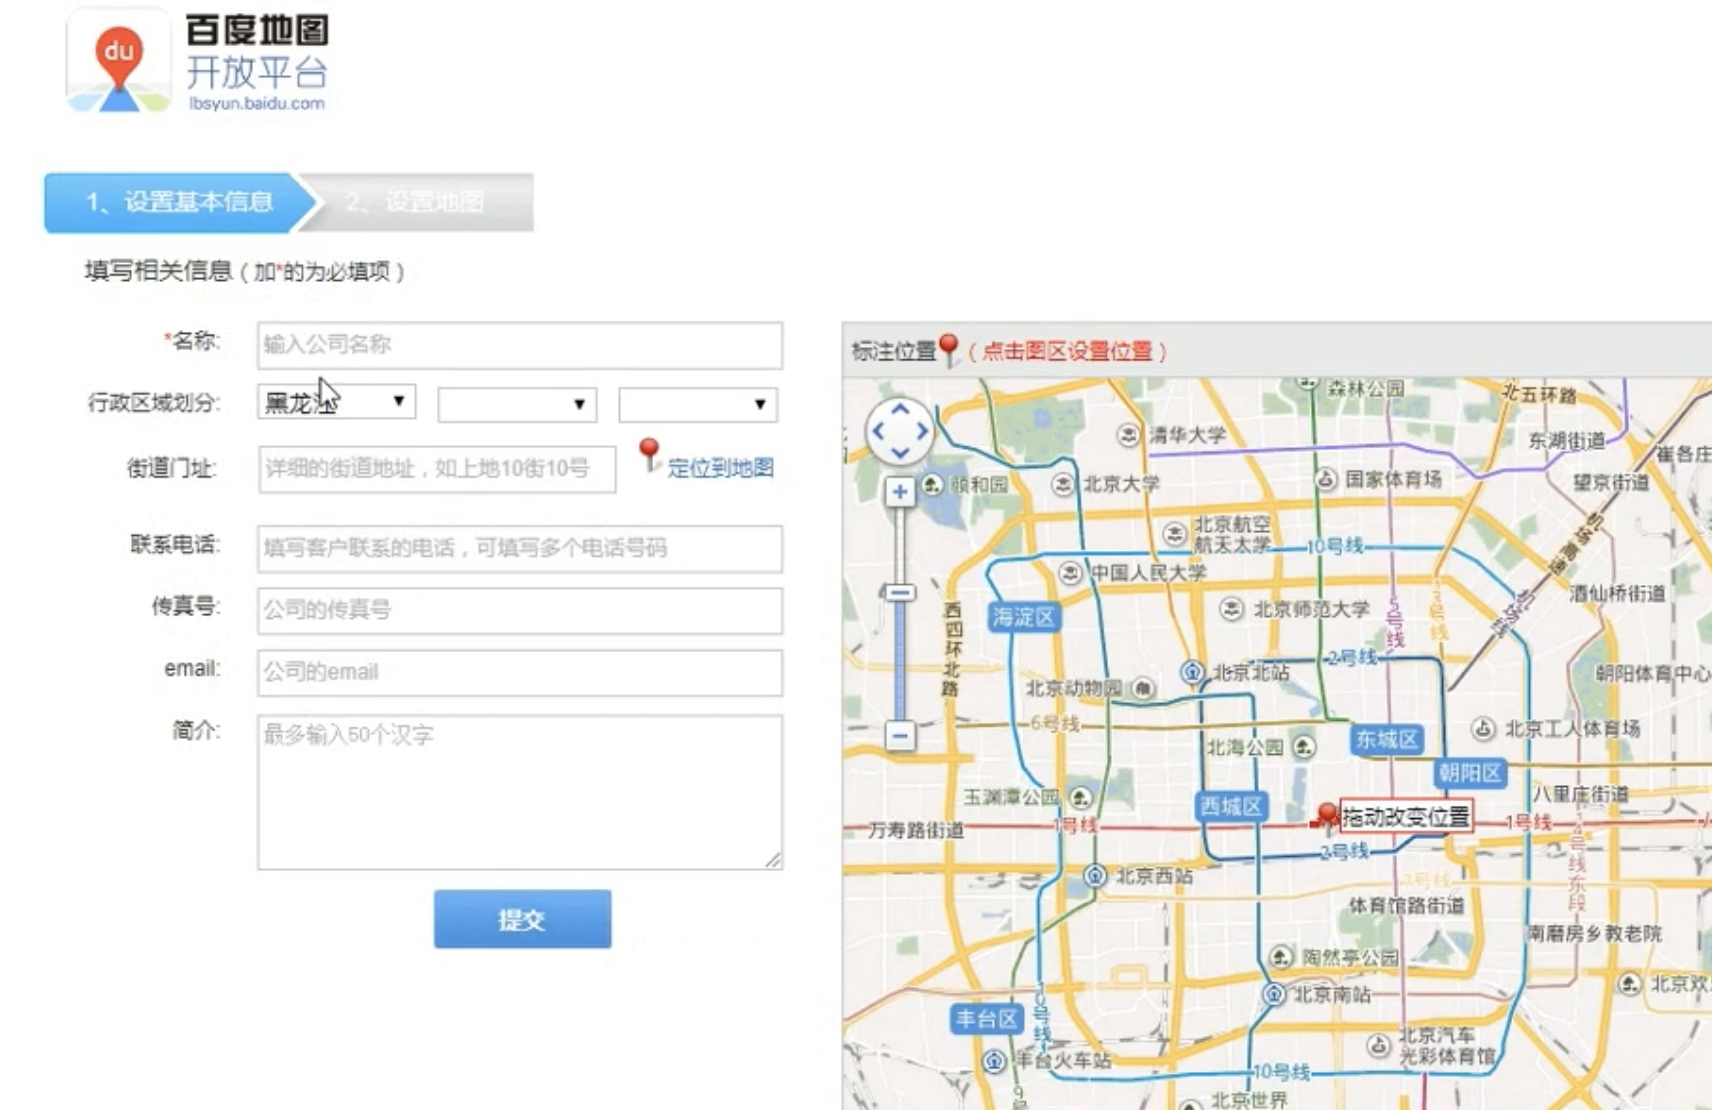 du
百度地图
开放平台
lbsyun.baidu.com
1、设置基本信息
2、设置地图
填写相关信息(加*的为必填项)
*名称:
输入公司名称
行政区域划分:
黑龙江
街道门址:
详细的街道地址，如上地10街10号
定位到地图
联系电话:
填写客户联系的电话，可填写多个电话号码
传真号:
公司的传真号
email:
公司的email
简介:
最多输入50个汉字
提交
标注位置
(点击图区设置位置)
森林公园
北五环路
清华大学
东湖街道
崔各庄
颐和园
北京大学
国家体育场
望京街道
北京航空
航天大学
10号线
机场高速
中国人民大学
酒仙桥街道
西四环北路
海淀区
北京师范大学
5号线
13号线
机场线
2号线
北京北站
朝阳体育中心
北京动物园
6号线
北海公园
东城区
北京工人体育场
朝阳区
玉渊潭公园
西城区
八里庄街道
拖动改变位置
万寿路街道
1号线
1号线
2号线
14号线东段
北京西站
7号线
体育馆路街道
南磨房乡教老院
陶然亭公园
北京南站
北京欢
丰台区
10号线
北京汽车
光彩体育馆
丰台火车站
10号线
9号
北京世界